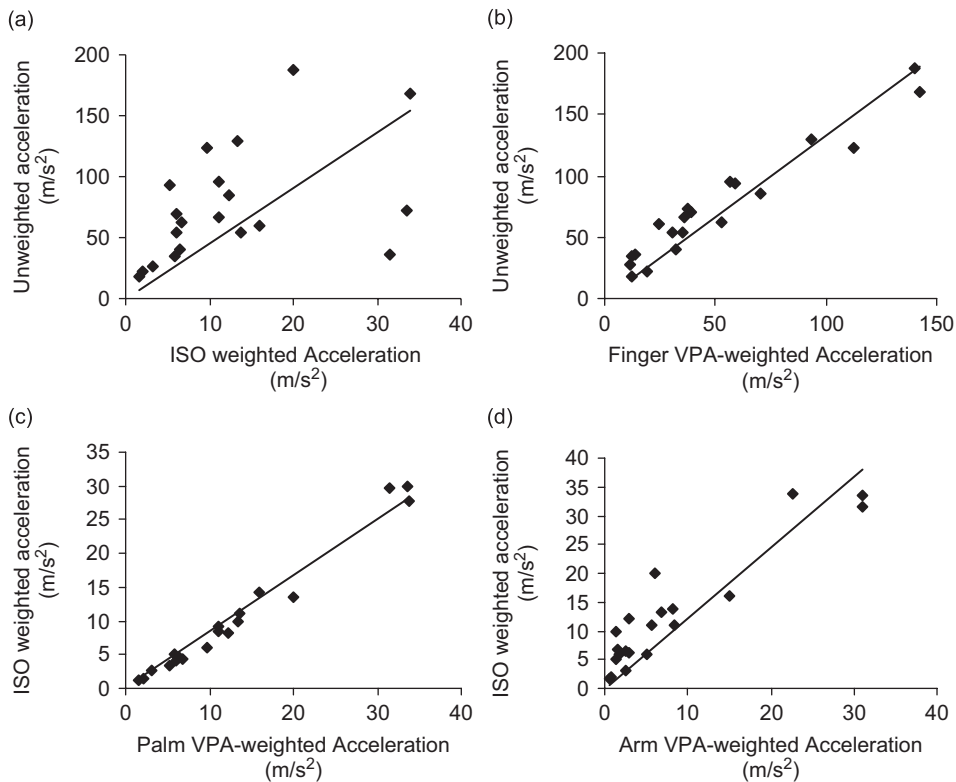 (a)
Unweighted acceleration
(m/s²)
200
150
100
50
0
0 10 20 30 40
ISO weighted Acceleration
(m/s²)
(b)
Unweighted acceleration
(m/s²)
200
150
100
50
0
0 50 100 150
Finger VPA-weighted Acceleration
(m/s²)
(c)
ISO weighted acceleration
(m/s²)
35
30
25
20
15
10
5
0
0 10 20 30 40
Palm VPA-weighted Acceleration
(m/s²)
(d)
ISO weighted acceleration
(m/s²)
40
35
30
25
20
15
10
5
0
0 10 20 30 40
Arm VPA-weighted Acceleration
(m/s²)